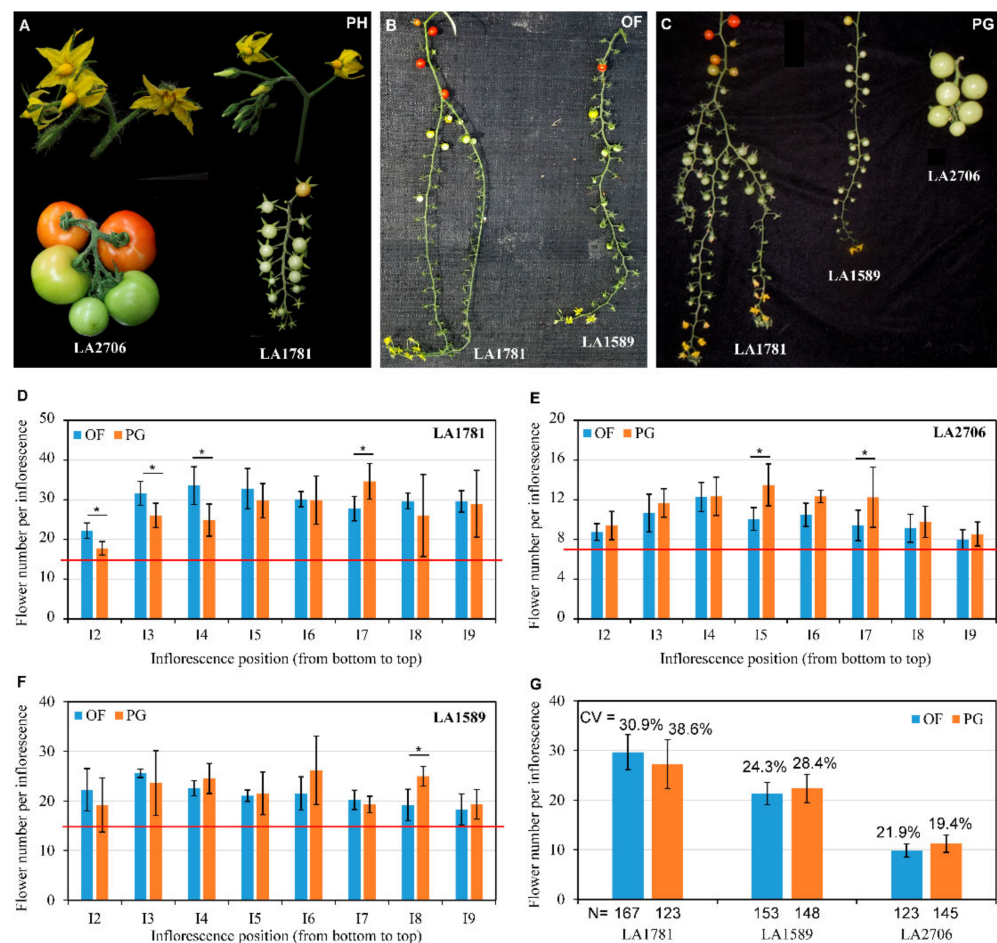 A
PH
LA2706
LA1781
B
OF
LA1781
LA1589
C
PG
LA2706
LA1589
LA1781
D
Flower number per inflorescence
50
40
30
20
10
0
OF PG
LA1781
* * * *
I2 I3 I4 I5 I6 I7 I8 I9
Inflorescence position (from bottom to top)
E
Flower number per inflorescence
20
16
12
8
4
0
OF PG
LA2706
* *
I2 I3 I4 I5 I6 I7 I8 I9
Inflorescence position (from bottom to top)
F
Flower number per inflorescence
40
30
20
10
0
OF PG
LA1589
*
I2 I3 I4 I5 I6 I7 I8 I9
Inflorescence position (from bottom to top)
G
Flower number per inflorescence
40
30
20
10
0
OF PG
CV = 30.9% 38.6%
24.3% 28.4%
21.9% 19.4%
N= 167 123 153 148 123 145
LA1781 LA1589 LA2706